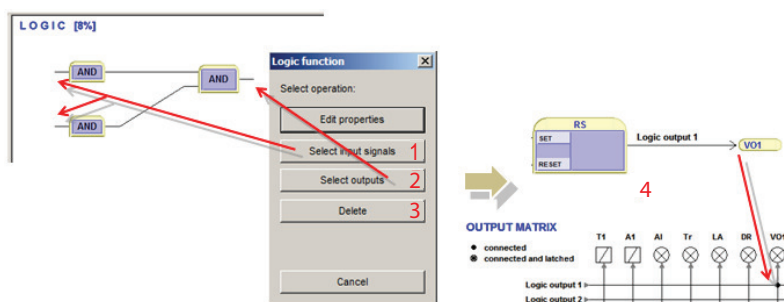 LOGIC [8%]
AND
AND
AND
Logic function
Select operation:
Edit properties
Select input signals 1
Select outputs 2
Delete 3
Cancel
RS
SET
RESET
Logic output 1
VO1
4
OUTPUT MATRIX
connected
connected and latched
T1 A1 Al Tr LA DR VO1
Logic output 1
Logic output 2